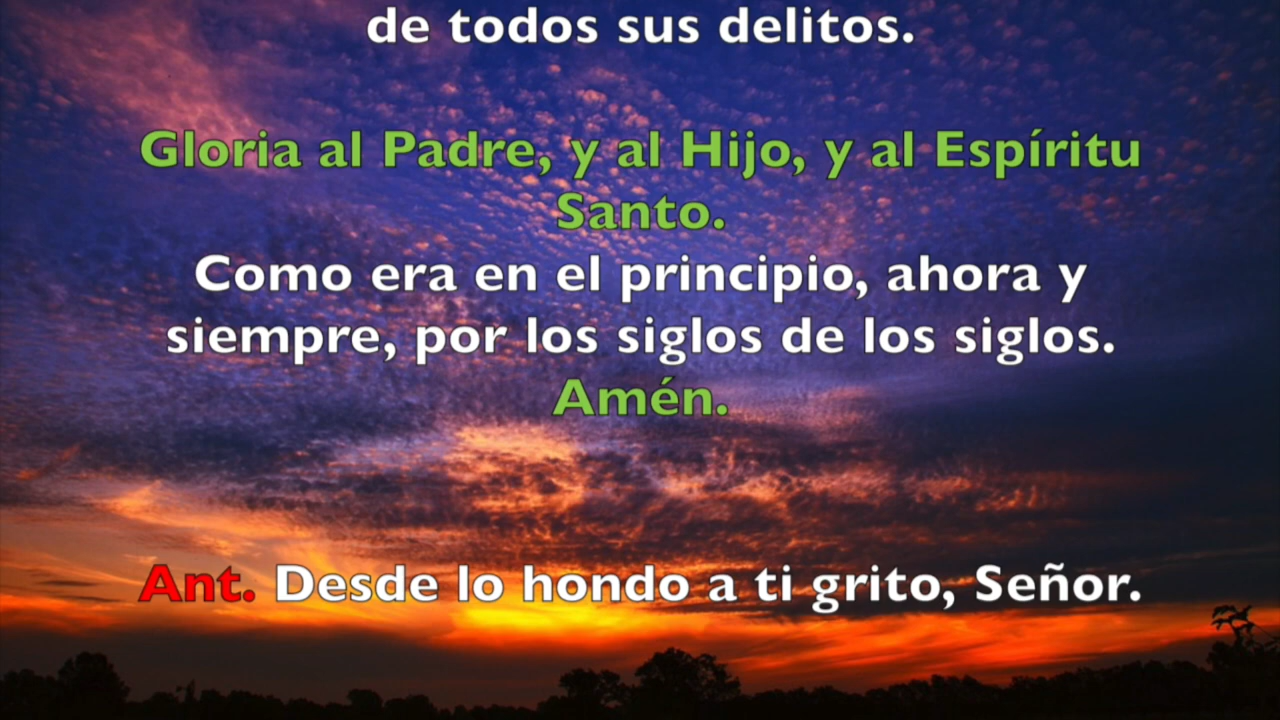 de todos sus delitos.
Gloria al Padre, y al Hijo, y al Espíritu
Santo.
Como era en el principio, ahora y
siempre, por los siglos de los siglos.
Amén.
Ant. Desde lo hondo a ti grito, Señor.